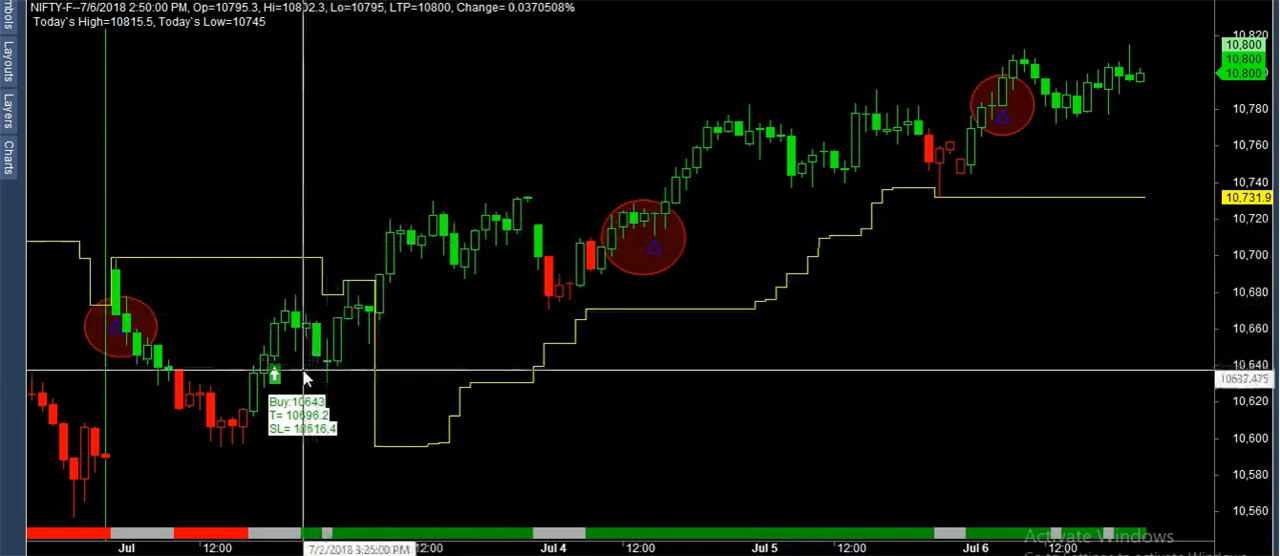 NIFTY-F--7/6/2018 2:50:00 PM, Op=10795.3, Hi=10802.3, Lo=10795, LTP=10800, Change= 0.0370508%
Today`s High=10815.5, Today`s Low=10745
Layouts
Layers
Charts
10,820
10,800
10,800
10,800
10,780
10,760
10,740
10,731.9
10,720
10,700
10,680
10,660
10,640
10,620
10,600
10,580
10,560
Buy:10643
T= 10696.2
SL= 10616.4
Jul
12:00
7/2/2018 3:25:00 PM
12:00
Jul 4
12:00
Jul 5
12:00
Jul 6
12:00
Activate Windows